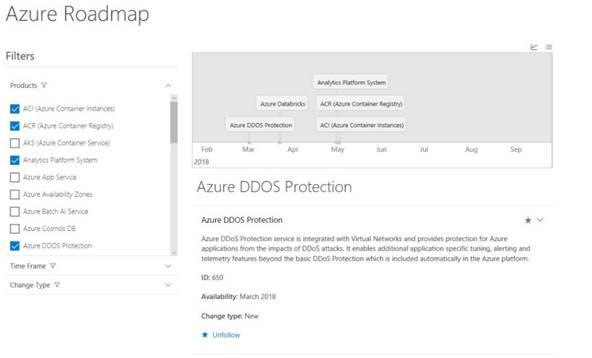 Azure Roadmap
Filters
Products
ACI (Azure Container Instances)
ACR (Azure Container Registry)
AKS (Azure Container Service)
Analytics Platform System
Azure App Service
Azure Availability Zones
Azure Batch AI Service
Azure Cosmos DB
Azure DDOS Protection
Time Frame
Change Type
Analytics Platform System
Azure Databricks
ACR (Azure Container Registry)
Azure DDOS Protection
ACI (Azure Container Instances)
Feb Mar Apr May Jun Jul Aug Sep
2018
Azure DDOS Protection
Azure DDOS Protection
Azure DDoS Protection service is integrated with Virtual Networks and provides protection for Azure
applications from the impacts of DDoS attacks. It enables additional application specific tuning, alerting and
telemetry features beyond the basic DDoS Protection which is included automatically in the Azure platform.
ID: 650
Availability: March 2018
Change type: New
Unfollow